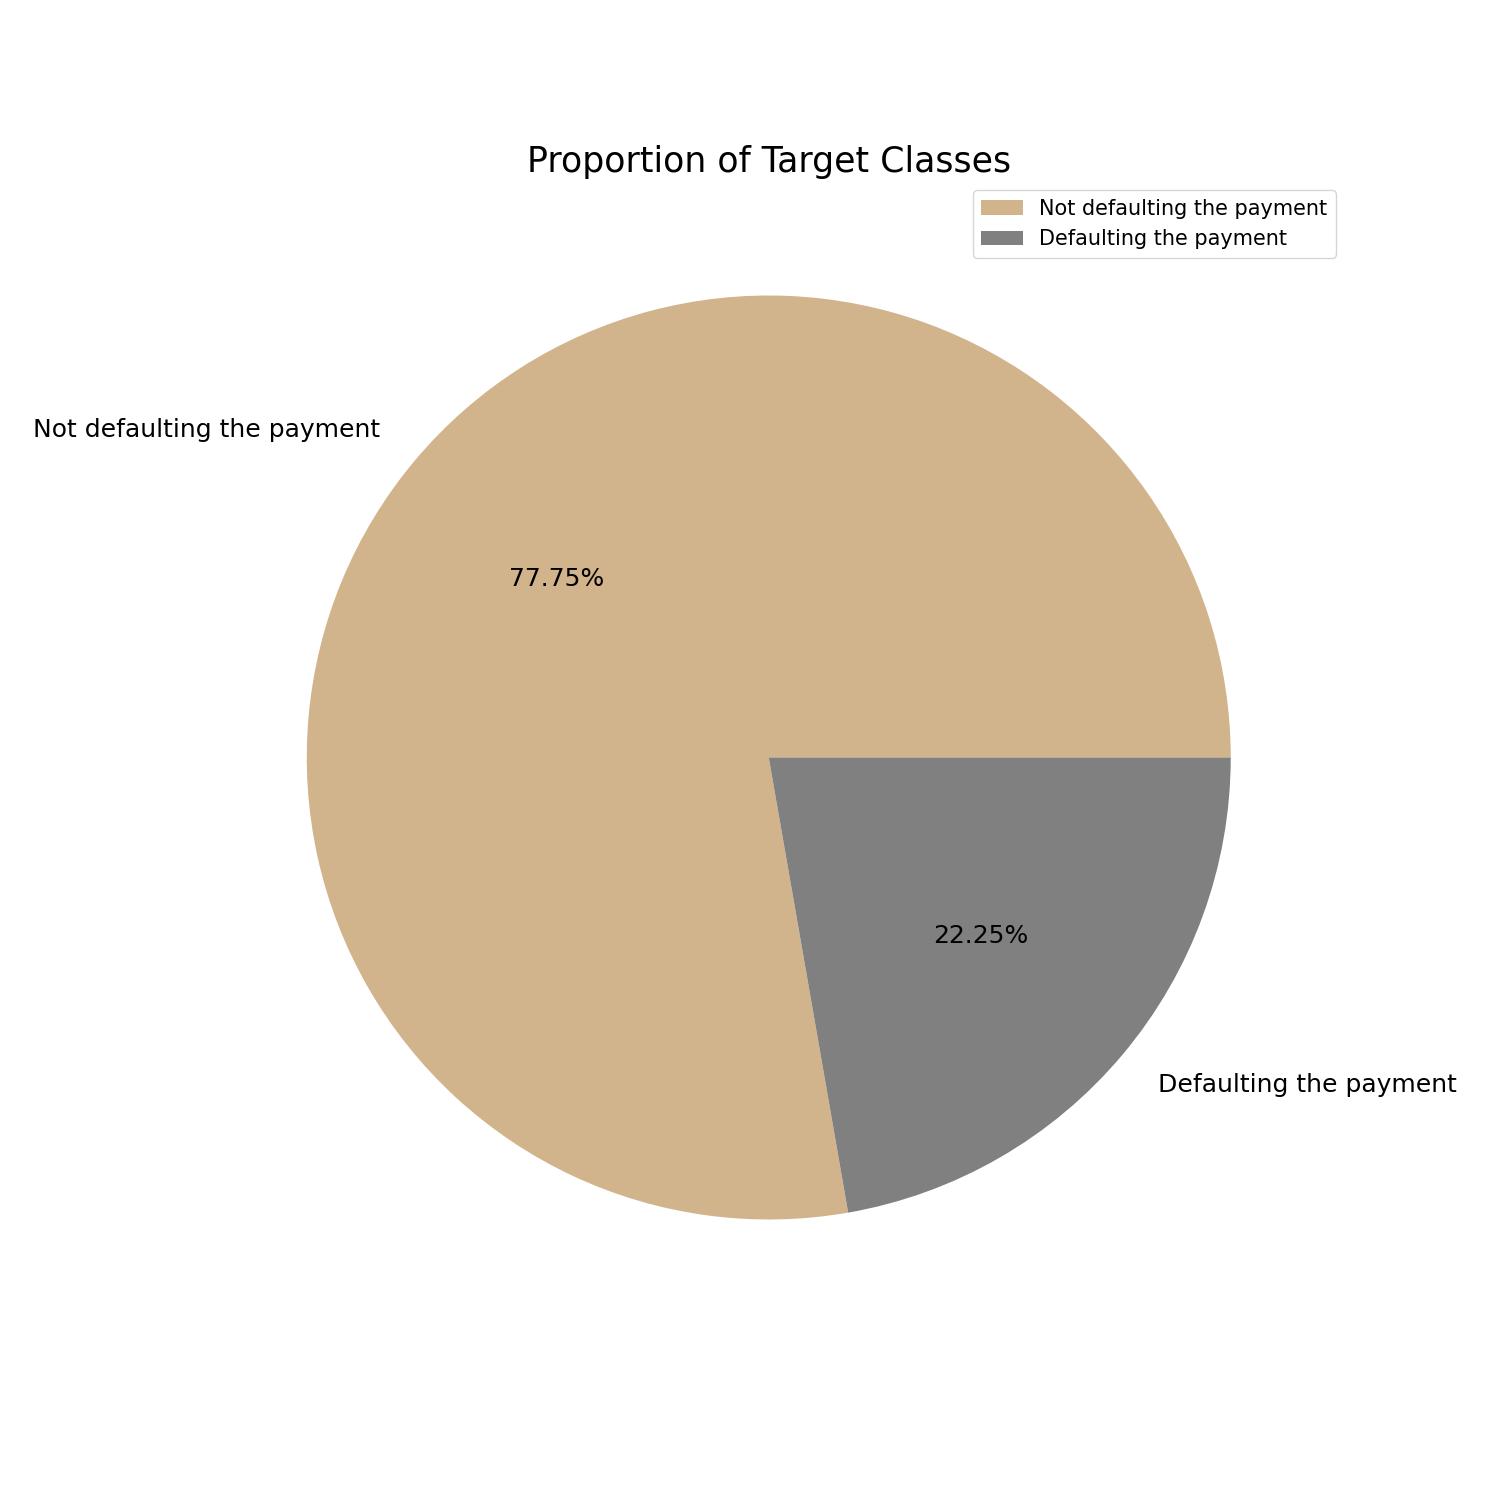 Proportion of Target Classes
Not defaulting the payment
Defaulting the payment
Not defaulting the payment
77.75%
22.25%
Defaulting the payment